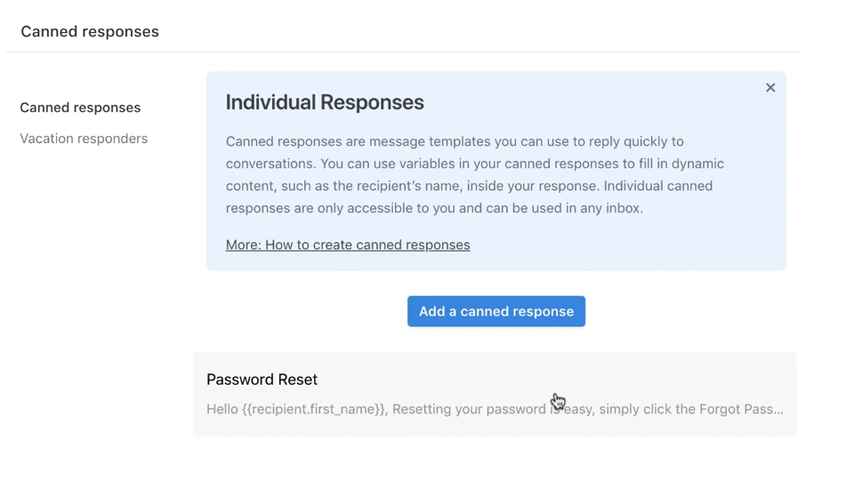 Canned responses
Canned responses
Vacation responders
Individual Responses
Canned responses are message templates you can use to reply quickly to
conversations. You can use variables in your canned responses to fill in dynamic
content, such as the recipient’s name, inside your response. Individual canned
responses are only accessible to you and can be used in any inbox.
More: How to create canned responses
Add a canned response
Password Reset
Hello {{recipient.first_name}}, Resetting your password is easy, simply click the Forgot Pass...